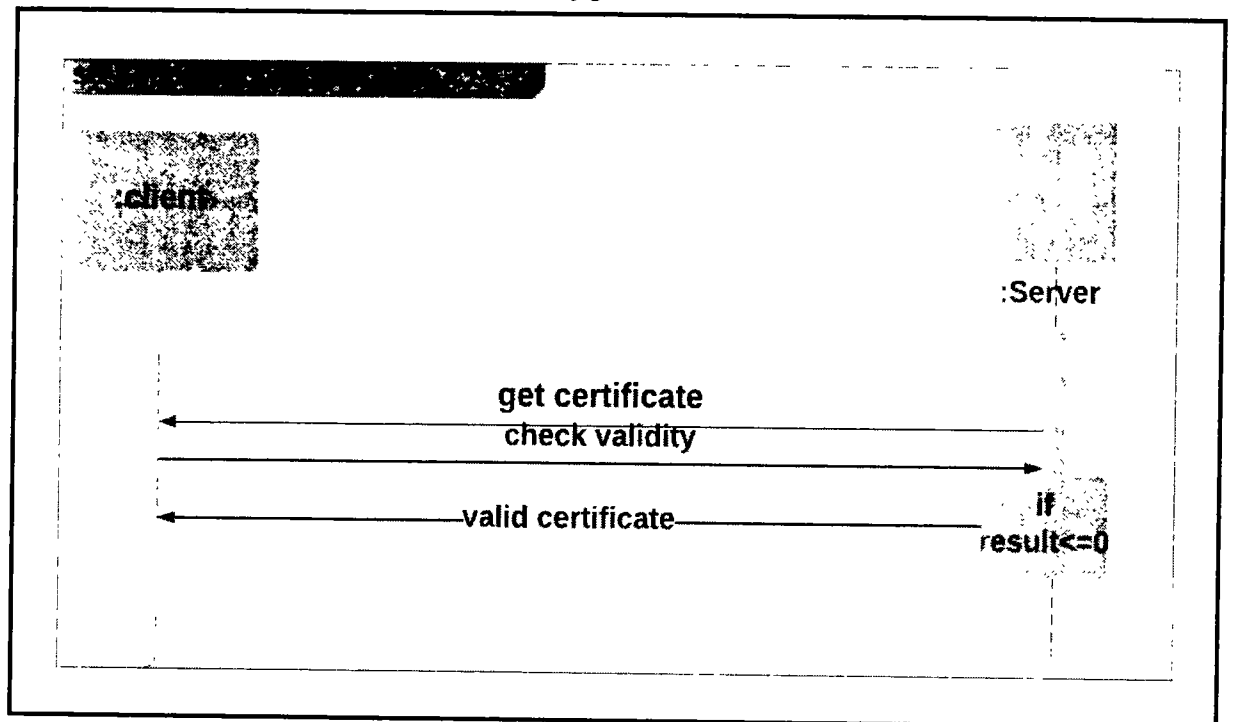 :client
:Server
get certificate
check validity
valid certificate
if
result<=0